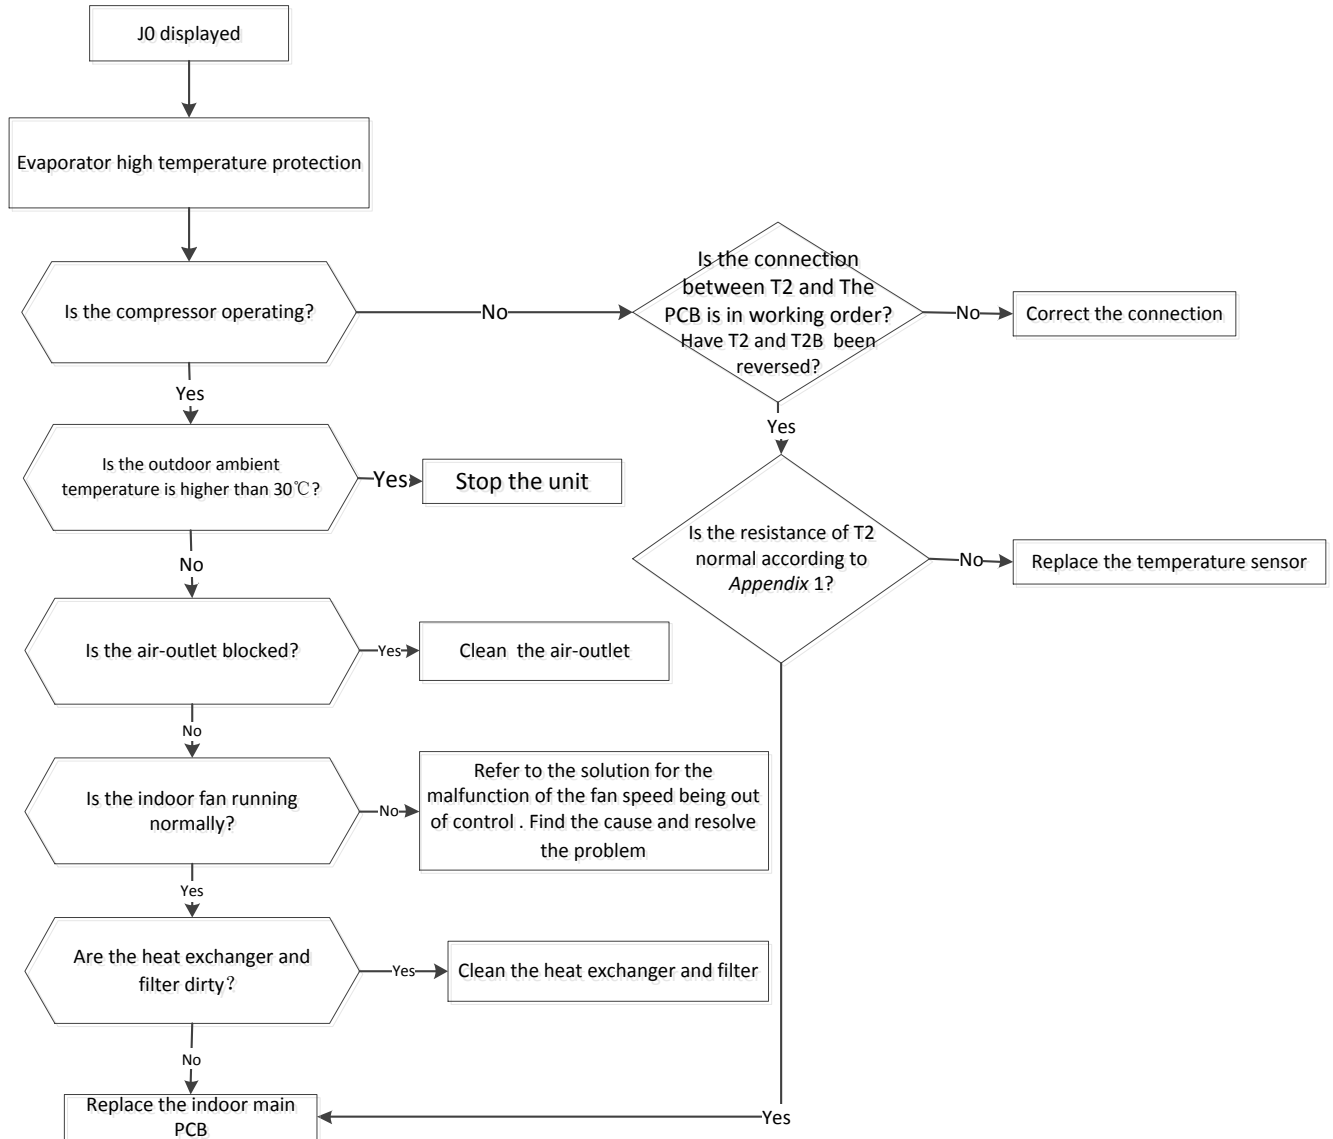 J0 displayed
Evaporator high temperature protection
Is the compressor operating?
No
Is the connection
between T2 and The
PCB is in working order?
Have T2 and T2B been
reversed?
No
Correct the connection
Yes
Yes
Is the outdoor ambient
temperature is higher than 30℃?
Yes
Stop the unit
Is the resistance of T2
normal according to
Appendix 1?
No
Replace the temperature sensor
No
Is the air-outlet blocked?
Yes
Clean the air-outlet
No
Is the indoor fan running
normally?
No
Refer to the solution for the
malfunction of the fan speed being out
of control . Find the cause and resolve
the problem
Yes
Are the heat exchanger and
filter dirty?
Yes
Clean the heat exchanger and filter
No
Replace the indoor main
PCB
Yes